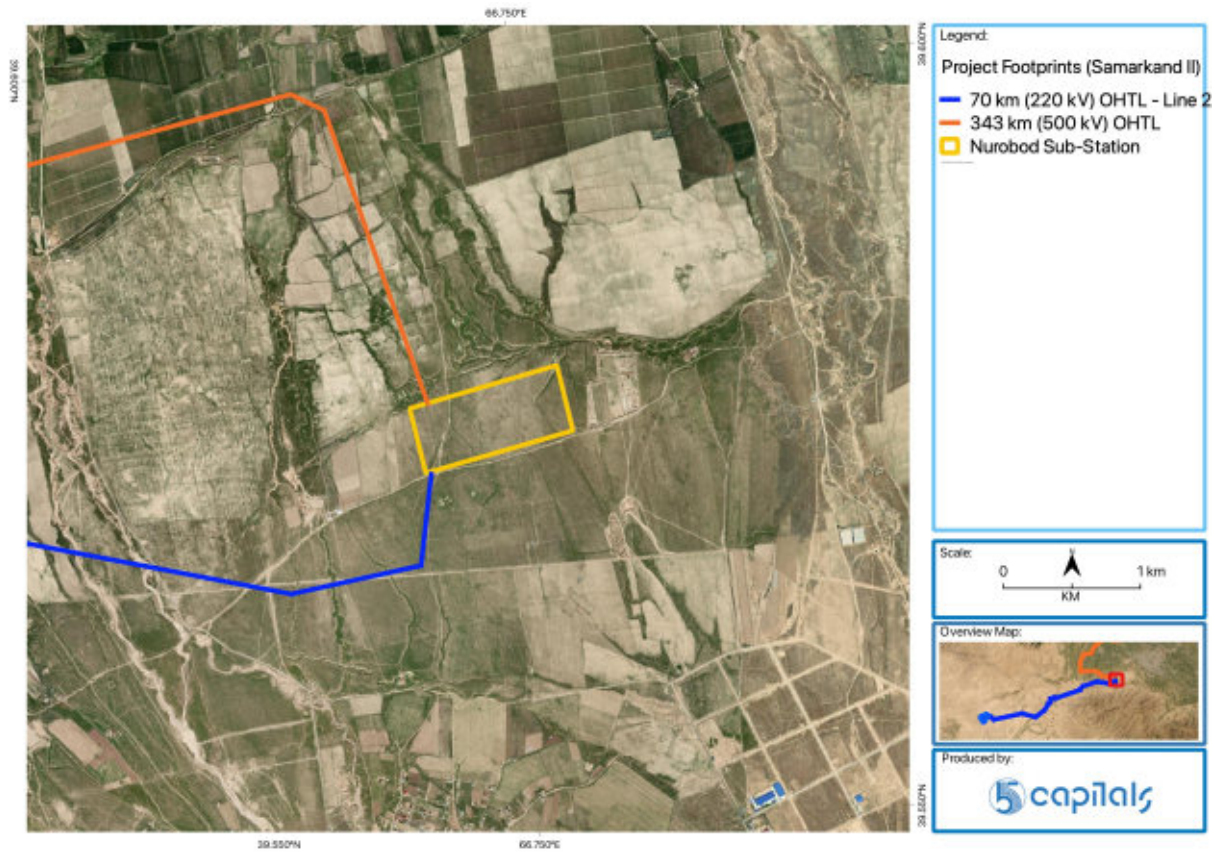 66.750°E
39.600°N
39.600°N
Legend:
Project Footprints (Samarkand II)
70 km (220 kV) OHTL - Line 2
343 km (500 kV) OHTL
Nurobod Sub-Station
Scale:
N
0 1 km
KM
Overview Map:
Produced by:
5 capitals
39.550°N
39.550°N
66.750°E